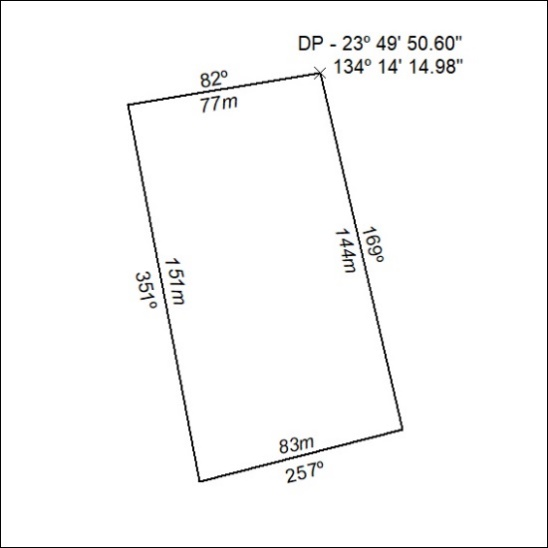 DP - 23º 49' 50.60"
134º 14' 14.98"
82º
77m
169º
144m
151m
351º
83m
257º